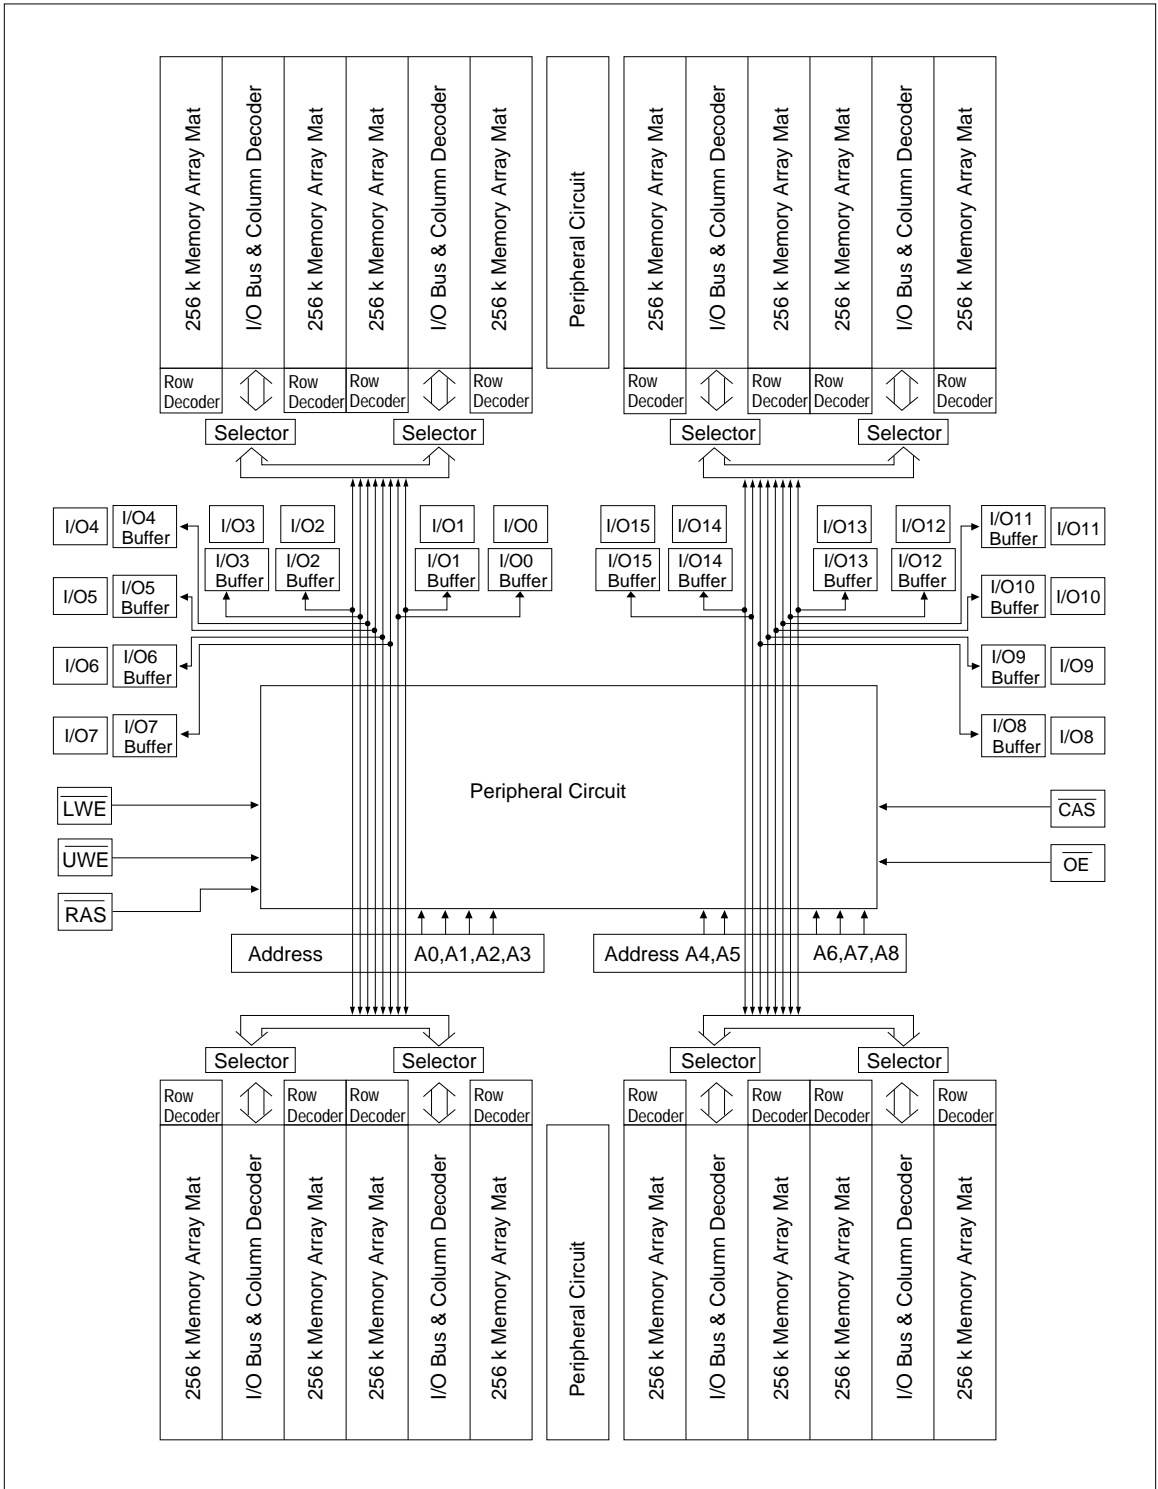 256 k Memory Array Mat
I/O Bus & Column Decoder
256 k Memory Array Mat
256 k Memory Array Mat
I/O Bus & Column Decoder
256 k Memory Array Mat
Peripheral Circuit
256 k Memory Array Mat
I/O Bus & Column Decoder
256 k Memory Array Mat
256 k Memory Array Mat
I/O Bus & Column Decoder
256 k Memory Array Mat
Row
Decoder
Row
Decoder
Row
Decoder
Row
Decoder
Row
Decoder
Row
Decoder
Row
Decoder
Row
Decoder
Selector
Selector
Selector
Selector
I/O4
I/O4
Buffer
I/O3
I/O2
I/O1
I/O0
I/O15
I/O14
I/O13
I/O12
I/O11
Buffer
I/O11
I/O3
Buffer
I/O2
Buffer
I/O1
Buffer
I/O0
Buffer
I/O15
Buffer
I/O14
Buffer
I/O13
Buffer
I/O12
Buffer
I/O5
I/O5
Buffer
I/O10
Buffer
I/O10
I/O6
I/O6
Buffer
I/O9
Buffer
I/O9
I/O7
I/O7
Buffer
I/O8
Buffer
I/O8
Peripheral Circuit
LWE
CAS
UWE
OE
RAS
Address A0,A1,A2,A3
Address A4,A5 A6,A7,A8
Selector
Selector
Selector
Selector
Row
Decoder
Row
Decoder
Row
Decoder
Row
Decoder
Row
Decoder
Row
Decoder
Row
Decoder
Row
Decoder
256 k Memory Array Mat
I/O Bus & Column Decoder
256 k Memory Array Mat
256 k Memory Array Mat
I/O Bus & Column Decoder
256 k Memory Array Mat
Peripheral Circuit
256 k Memory Array Mat
I/O Bus & Column Decoder
256 k Memory Array Mat
256 k Memory Array Mat
I/O Bus & Column Decoder
256 k Memory Array Mat